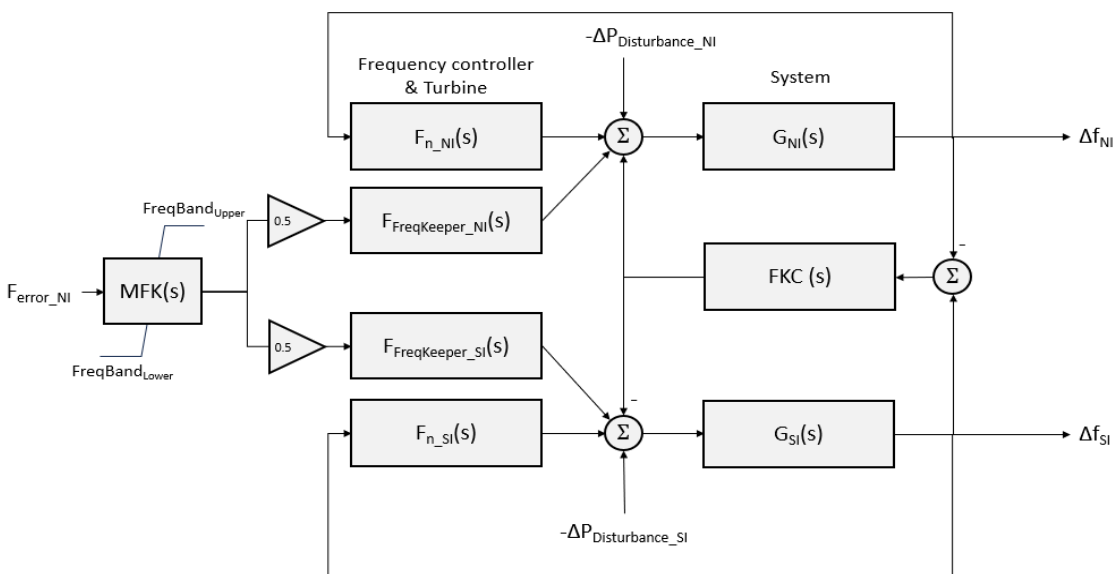 -ΔP_Disturbance_NI
Frequency controller
& Turbine
System
F_n_NI(s)
Σ
G_NI(s)
Δf_NI
FreqBand_Upper
0.5
F_FreqKeeper_NI(s)
-
F_error_NI
MFK(s)
FKC (s)
Σ
FreqBand_Lower
0.5
F_FreqKeeper_SI(s)
-
F_n_SI(s)
Σ
G_SI(s)
Δf_SI
-ΔP_Disturbance_SI